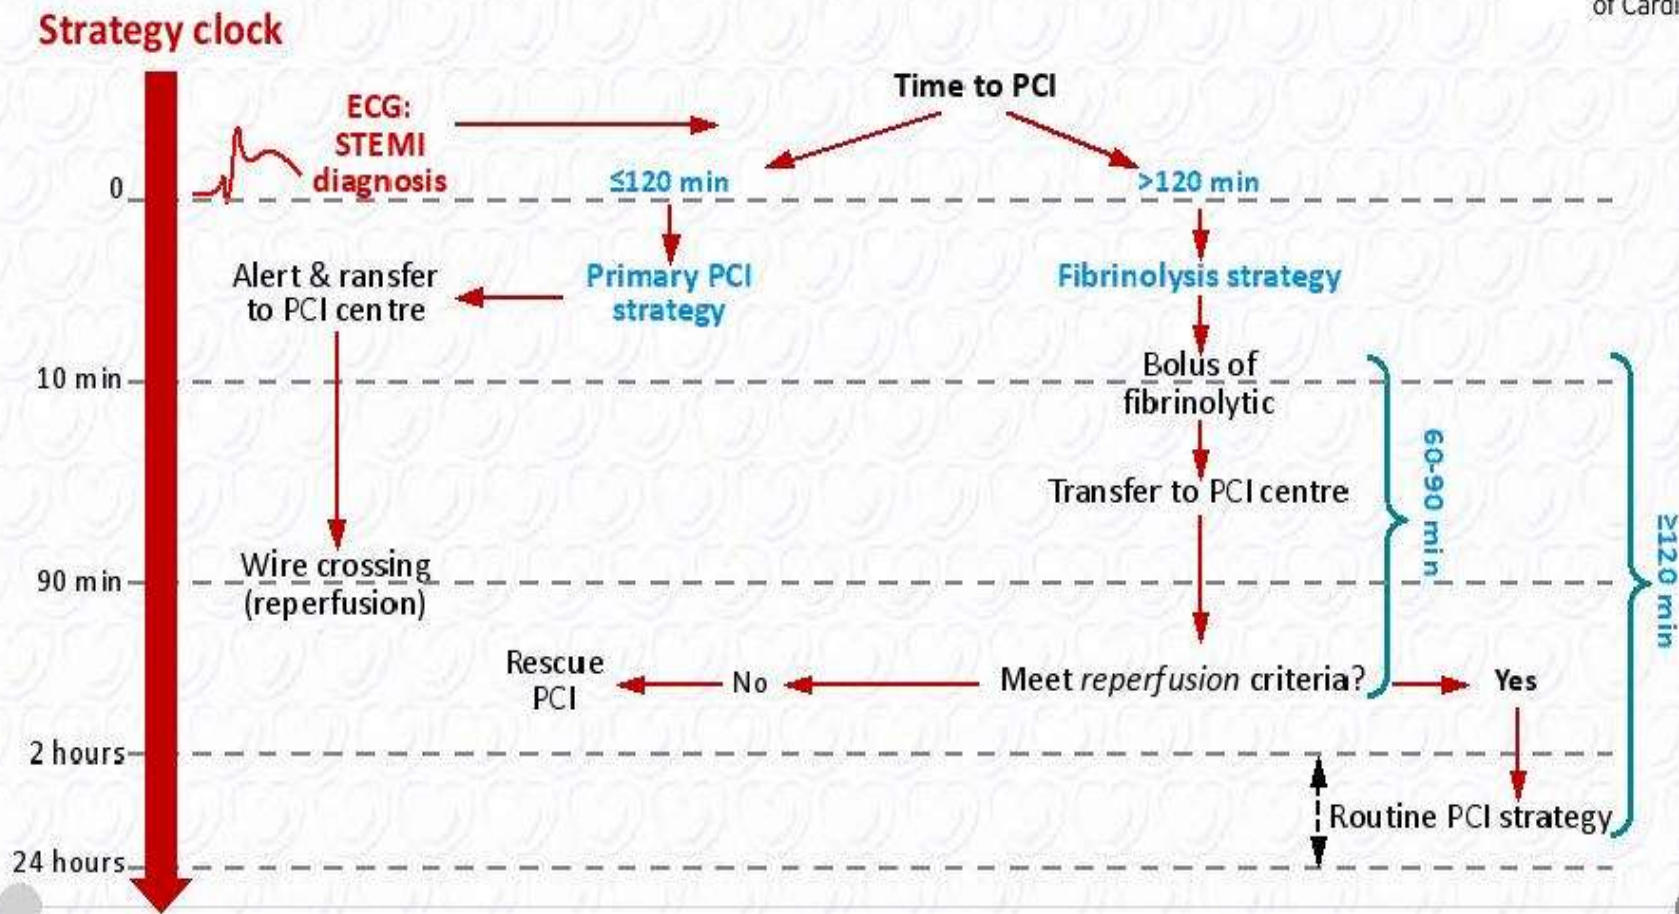 of Cardi
Strategy clock
Time to PCI
ECG:
STEMI
diagnosis
0
≤120 min
>120 min
Alert & ransfer
to PCI centre
Primary PCI
strategy
Fibrinolysis strategy
10 min
Bolus of
fibrinolytic
60-90 min
Transfer to PCI centre
≥120 min
90 min
Wire crossing
(reperfusion)
Rescue
PCI
No
Meet reperfusion criteria?
Yes
2 hours
Routine PCI strategy
24 hours